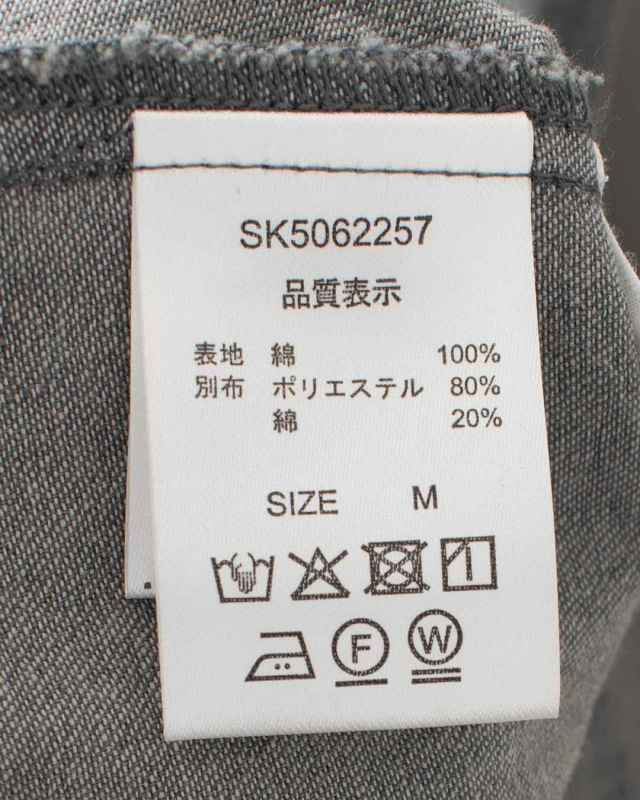 SK5062257
品質表示
表地 綿 100%
別布 ポリエステル 80%
綿 20%
SIZE M
F W